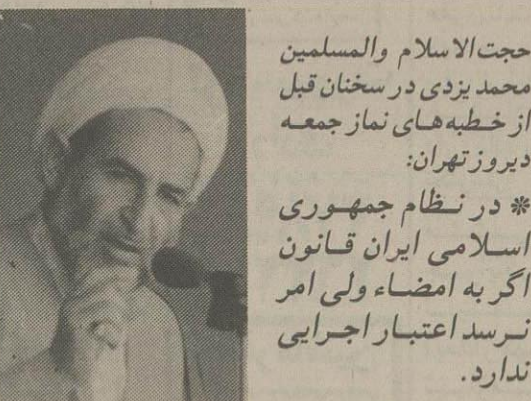 حجت‌الاسلام والمسلمین
محمد یزدی در سخنان قبل
از خطبه‌های نماز جمعه
دیروز تهران:
* در نظام جمهوری
اسلامی ایران قانون
اگر به امضاء ولی امر
نرسد اعتبار اجرایی
ندارد.